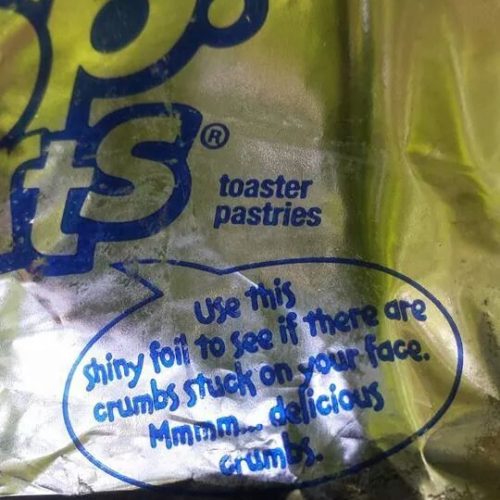 p.
ts®
toaster
pastries
Use this
shiny foil to see if there are
crumbs stuck on your face.
Mmmm... delicious
crumbs.